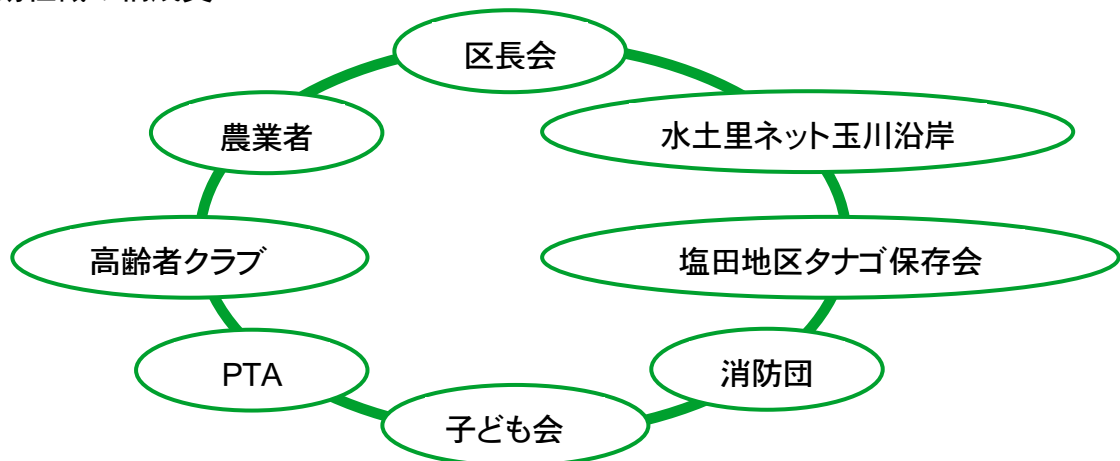 区長会
農業者
水土里ネット玉川沿岸
高齢者クラブ
塩田地区タナゴ保存会
PTA
消防団
子ども会